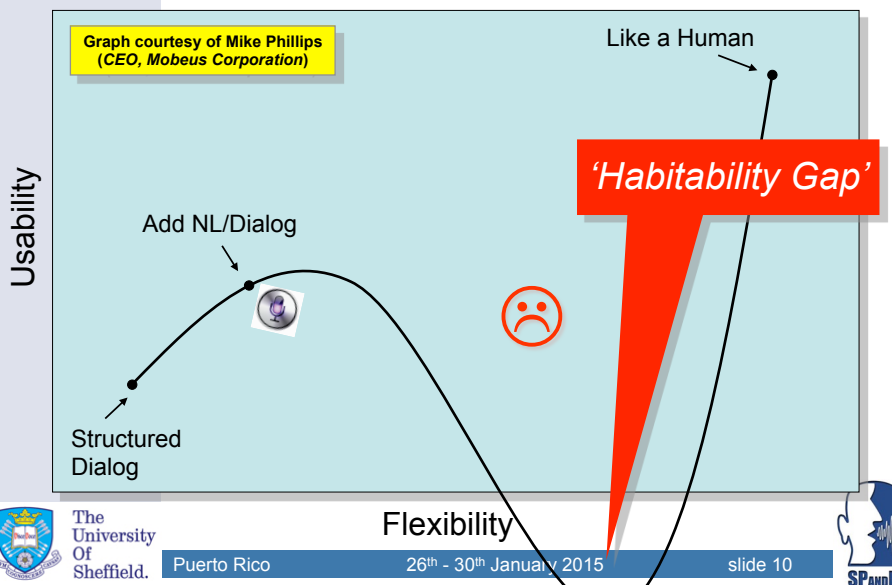 Graph courtesy of Mike Phillips
(CEO, Mobeus Corporation)
Like a Human
'Habitability Gap'
Usability
Add NL/Dialog
Structured
Dialog
Flexibility
The
University
Of
Sheffield.
Puerto Rico
26th - 30th January 2015
slide 10